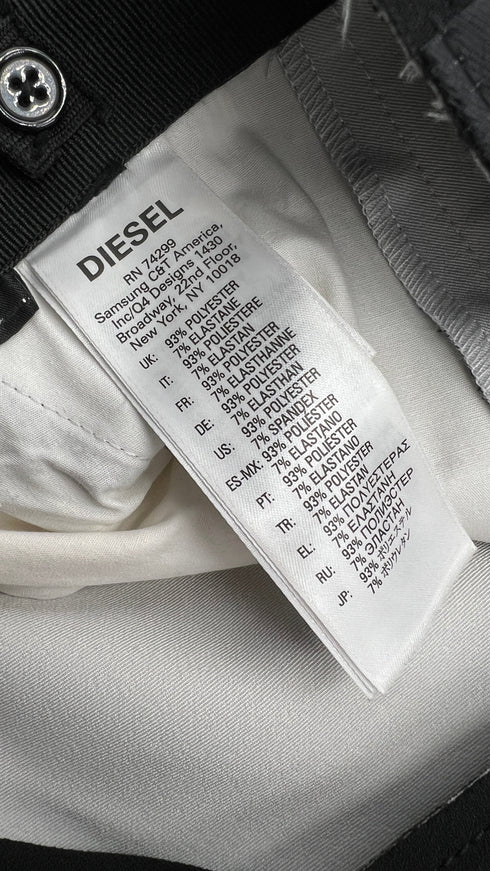 DIESEL
RN 74299
Samsung C&T America,
Inc/Q4 Designs 1430
Broadway, 22nd Floor,
New York, NY 10018
UK: 93% POLYESTER
7% ELASTANE
IT: 93% POLIESTERE
7% ELASTAN
FR: 93% POLYESTER
7% ELASTHANNE
DE: 93% POLYESTER
7% ELASTHAN
US: 93% POLYESTER
7% SPANDEX
ES-MX: 93% POLIÉSTER
7% ELASTANO
PT: 93% POLIÉSTER
7% ELASTANO
TR: 93% POLYESTER
7% ELASTAN
EL: 93% ΠΟΛΥΕΣΤΕΡΑΣ
7% ΕΛΑΣΤΑΝΗ
RU: 93% ПОЛИЭСТЕР
7% ЭЛАСТАН
JP: 93% ポリエステル
7% ポリウレタン